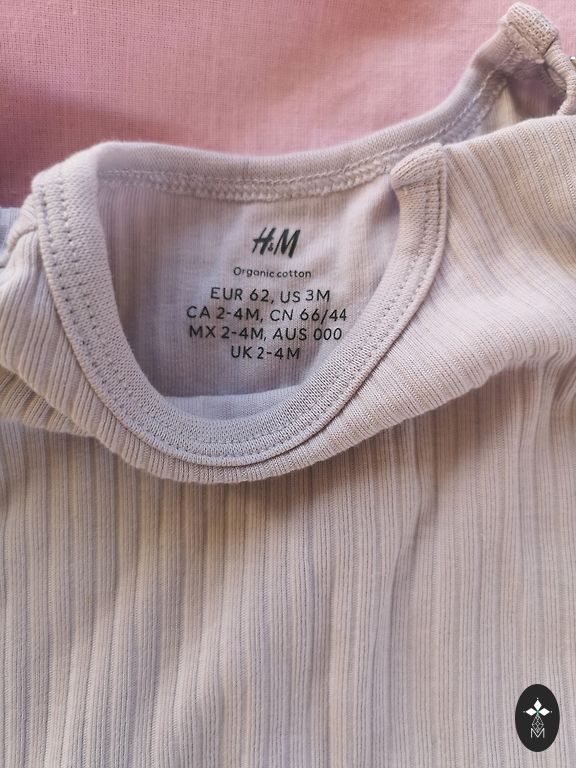 H&M
Organic cotton
EUR 62, US 3M
CA 2-4M, CN 66/44
MX 2-4M, AUS 000
UK 2-4M
M